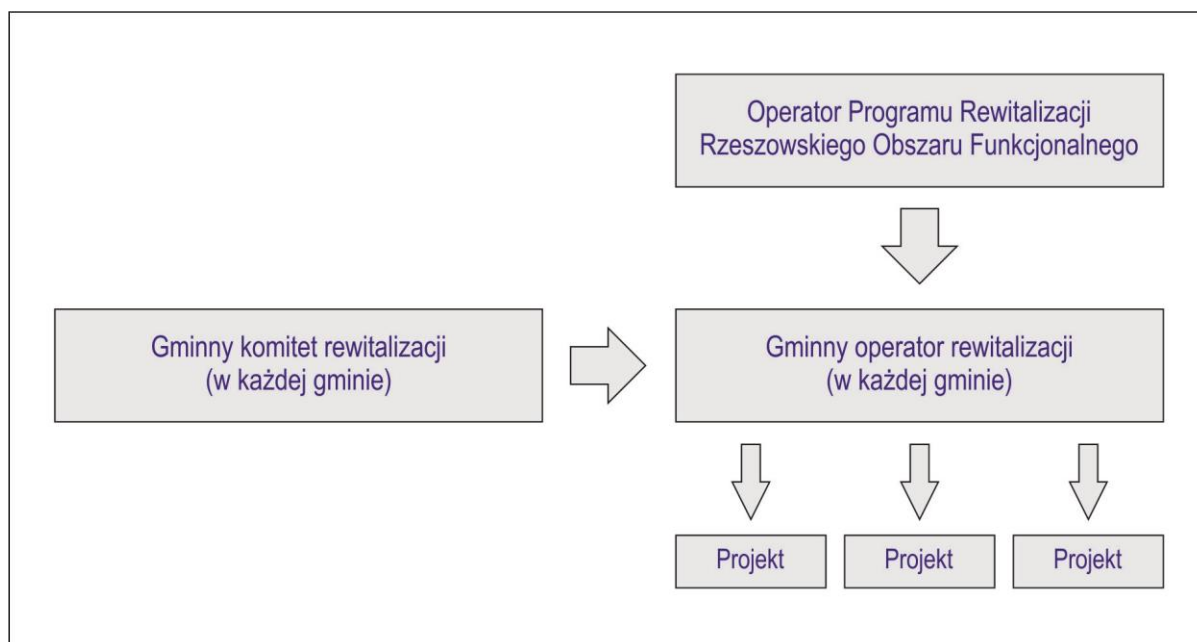 Operator Programu Rewitalizacji
Rzeszowskiego Obszaru Funkcjonalnego
Gminny komitet rewitalizacji
(w każdej gminie)
Gminny operator rewitalizacji
(w każdej gminie)
Projekt
Projekt
Projekt